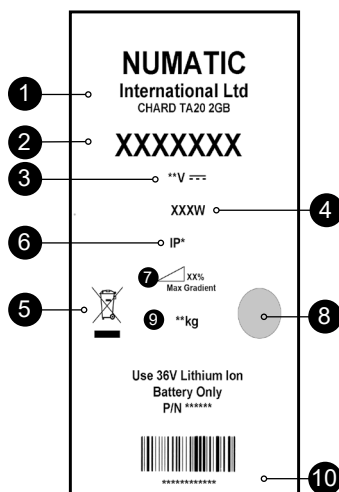 NUMATIC
International Ltd
CHARD TA20 2GB
1
2
XXXXXXX
3
**V
XXXW
4
6
IP*
7
XX%
Max Gradient
5
9
**kg
8
Use 36V Lithium Ion
Battery Only
P/N ******
************
10